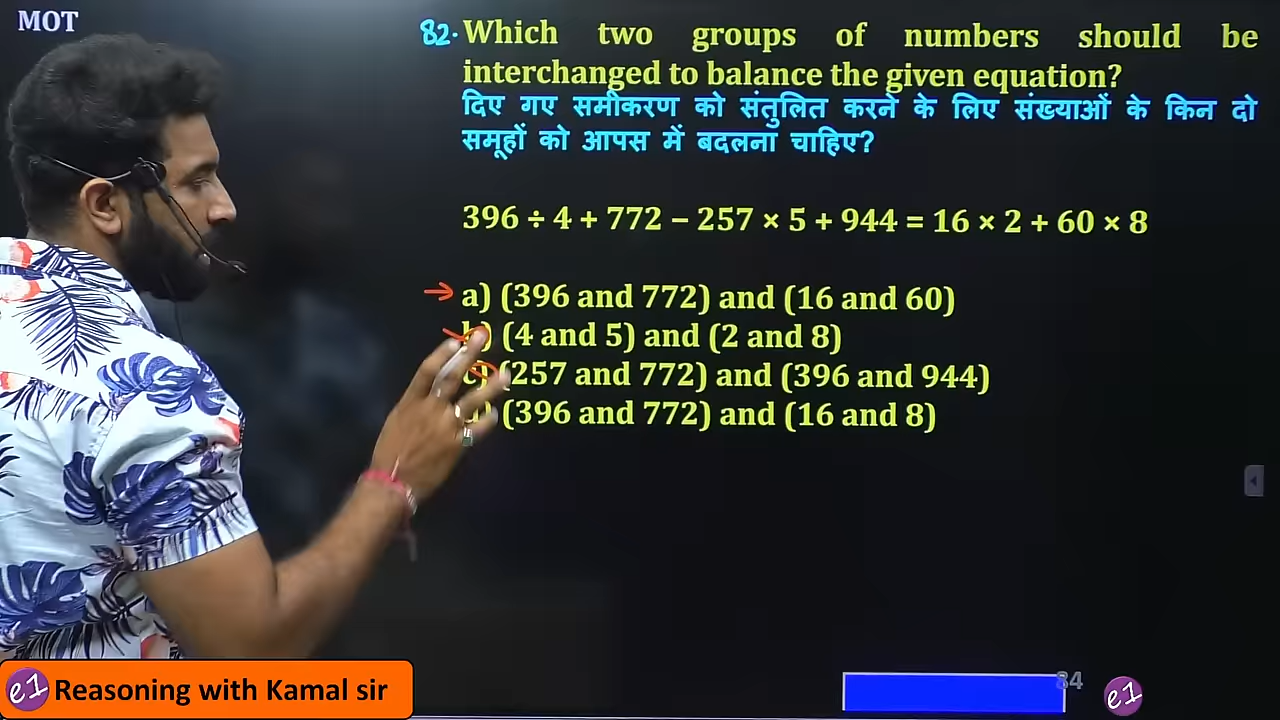 MOT
82. Which two groups of numbers should be
interchanged to balance the given equation?
दिए गए समीकरण को संतुलित करने के लिए संख्याओं के किन दो
समूहों को आपस में बदलना चाहिए?
396 ÷ 4 + 772 − 257 × 5 + 944 = 16 × 2 + 60 × 8
a) (396 and 772) and (16 and 60)
b) (4 and 5) and (2 and 8)
c) (257 and 772) and (396 and 944)
d) (396 and 772) and (16 and 8)
84
e1 Reasoning with Kamal sir
e1